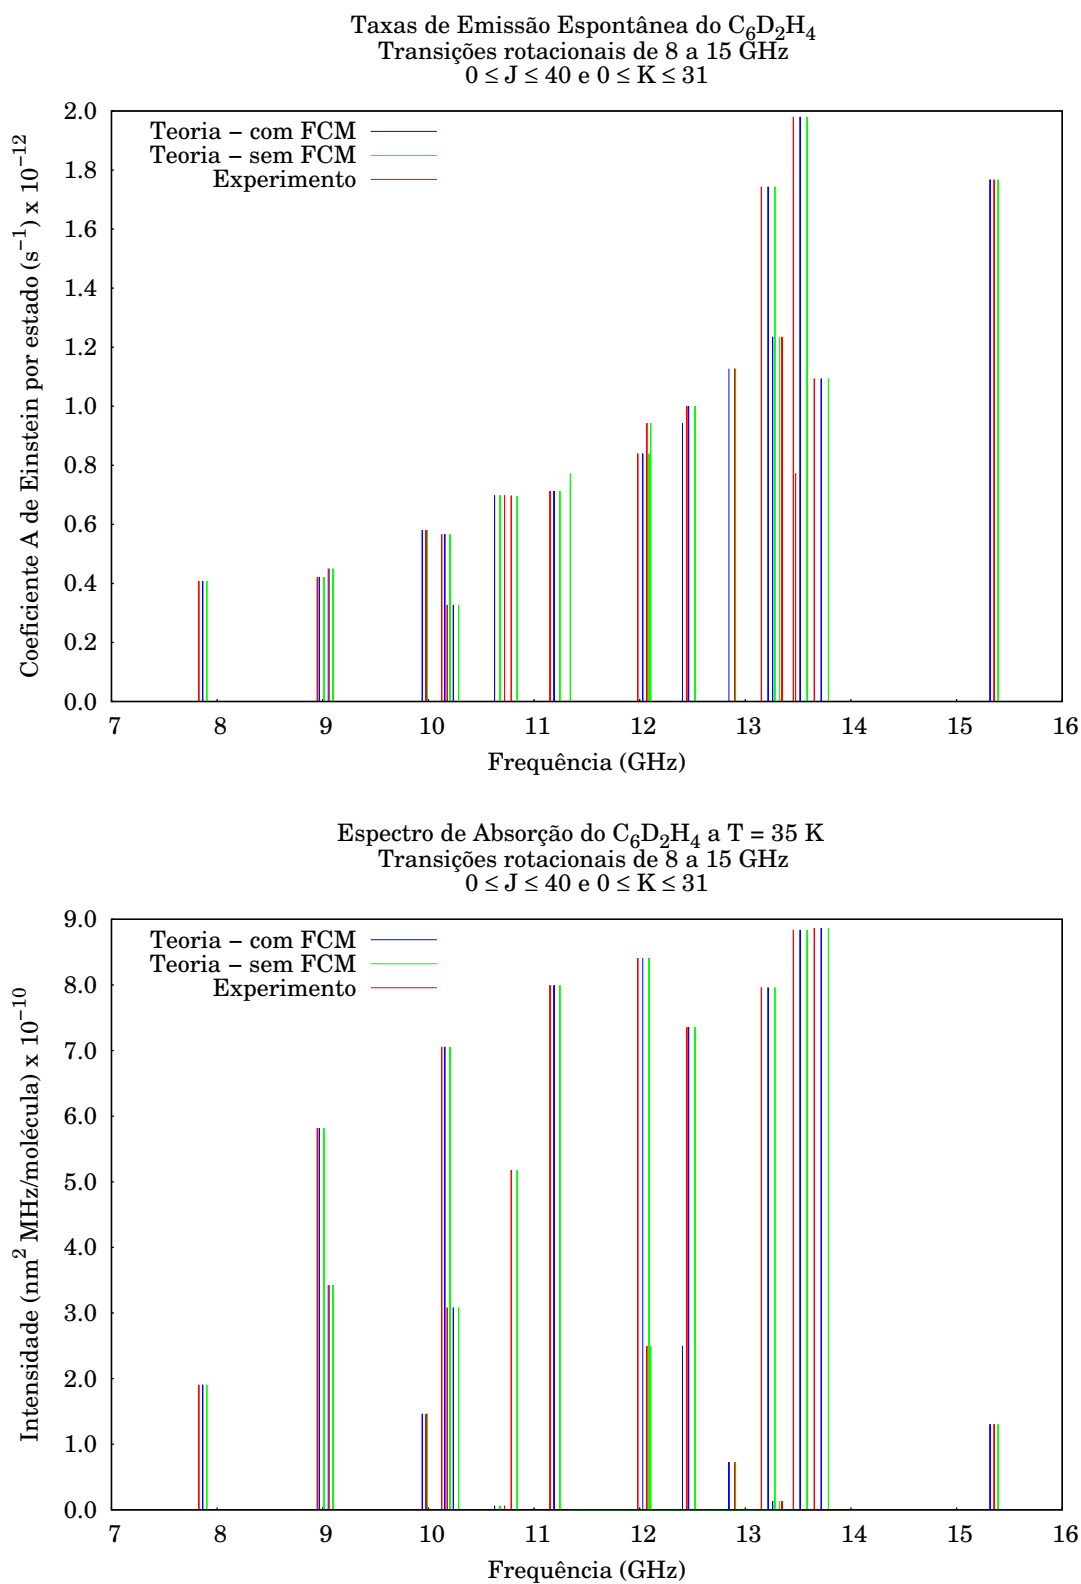 Taxas de Emissão Espontânea do C₆D₂H₄
Transições rotacionais de 8 a 15 GHz
0 ≤ J ≤ 40 e 0 ≤ K ≤ 31
Coeficiente A de Einstein por estado (s⁻¹) x 10⁻¹²
2.0
1.8
1.6
1.4
1.2
1.0
0.8
0.6
0.4
0.2
0.0
Teoria − com FCM
Teoria − sem FCM
Experimento
7 8 9 10 11 12 13 14 15 16
Frequência (GHz)
Espectro de Absorção do C₆D₂H₄ a T = 35 K
Transições rotacionais de 8 a 15 GHz
0 ≤ J ≤ 40 e 0 ≤ K ≤ 31
Intensidade (nm² MHz/molécula) x 10⁻¹⁰
9.0
8.0
7.0
6.0
5.0
4.0
3.0
2.0
1.0
0.0
Teoria − com FCM
Teoria − sem FCM
Experimento
7 8 9 10 11 12 13 14 15 16
Frequência (GHz)